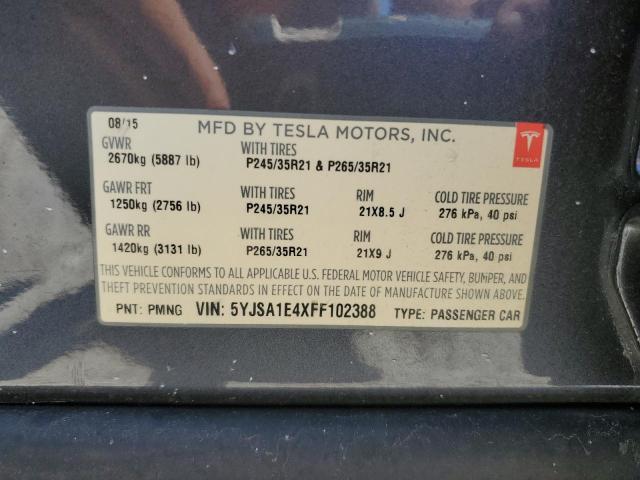 08/15 MFD BY TESLA MOTORS, INC.
GVWR WITH TIRES
2670kg (5887 lb) P245/35R21 & P265/35R21
TESLA
GAWR FRT WITH TIRES RIM COLD TIRE PRESSURE
1250kg (2756 lb) P245/35R21 21X8.5 J 276 kPa, 40 psi
GAWR RR WITH TIRES RIM COLD TIRE PRESSURE
1420kg (3131 lb) P265/35R21 21X9 J 276 kPa, 40 psi
THIS VEHICLE CONFORMS TO ALL APPLICABLE U.S. FEDERAL MOTOR VEHICLE SAFETY, BUMPER, AND
THEFT PREVENTION STANDARDS IN EFFECT ON THE DATE OF MANUFACTURE SHOWN ABOVE.
PNT: PMNG VIN: 5YJSA1E4XFF102388 TYPE: PASSENGER CAR